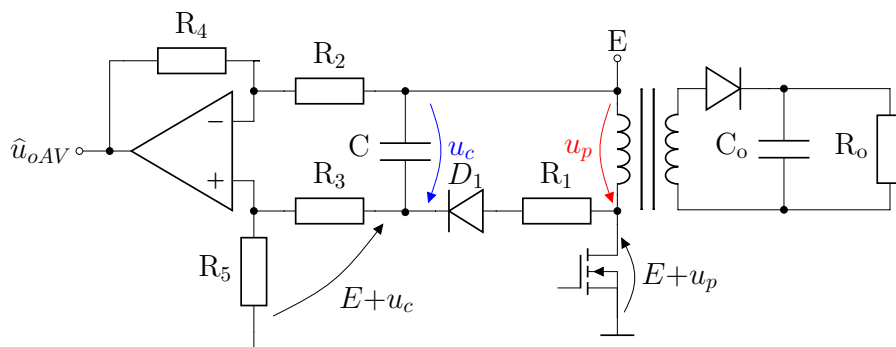 R₄
E
R₂
û_oAV
−
+
C
u_c
u_p
C_o
R_o
D₁
R₁
R₃
R₅
E+u_c
E+u_p